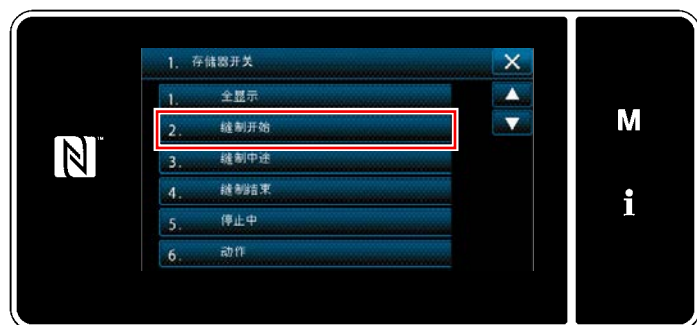 1. 存储器开关
1. 全显示
2. 缝制开始
3. 缝制中途
4. 缝制结束
5. 停止中
6. 动作
M
i